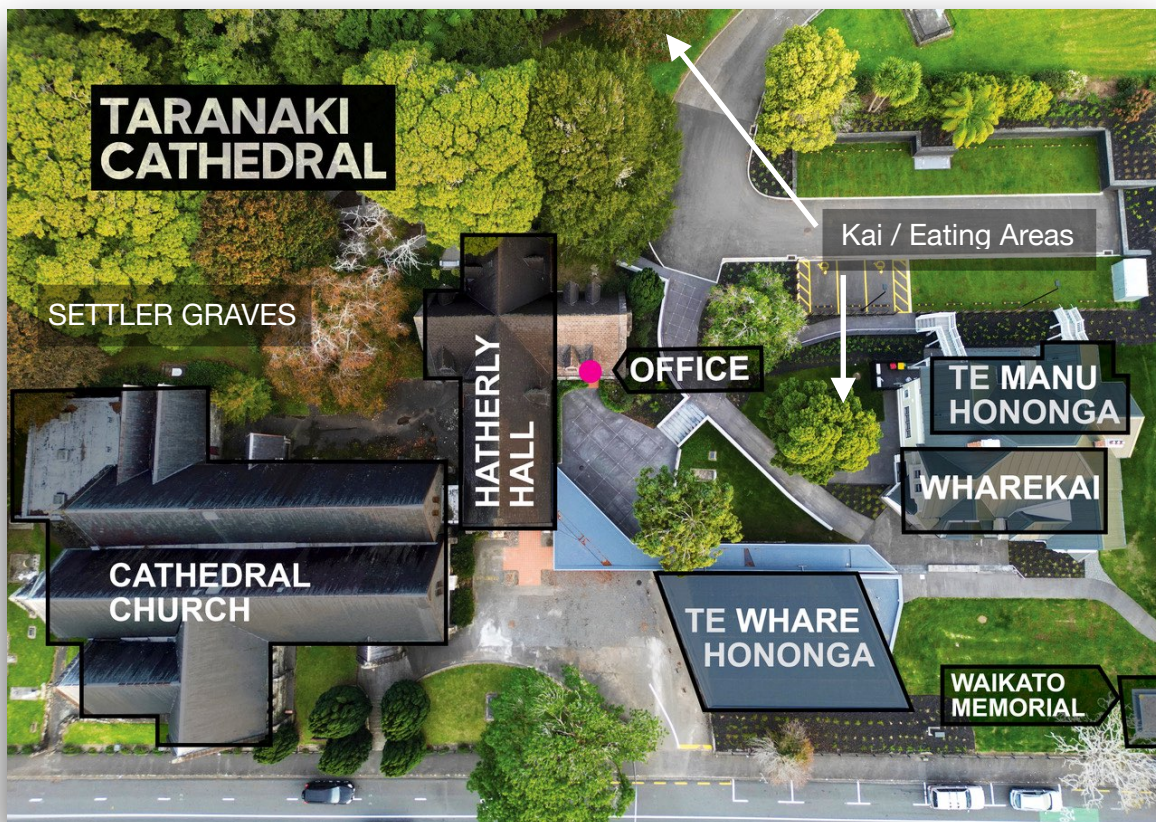 TARANAKI
CATHEDRAL
Kai / Eating Areas
SETTLER GRAVES
HATHERLY
HALL
OFFICE
TE MANU
HONONGA
WHAREKAI
CATHEDRAL
CHURCH
TE WHARE
HONONGA
WAIKATO
MEMORIAL